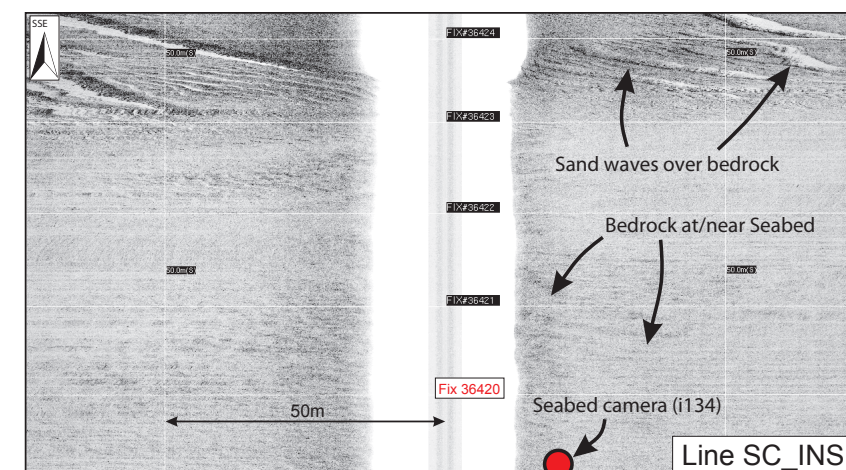 SSE
FIX#36424
50.0m(S)
50.0m(S)
FIX#36423
Sand waves over bedrock
FIX#36422
Bedrock at/near Seabed
50.0m(S)
50.0m(S)
FIX#36421
Fix 36420
50m
Seabed camera (i134)
Line SC_INS